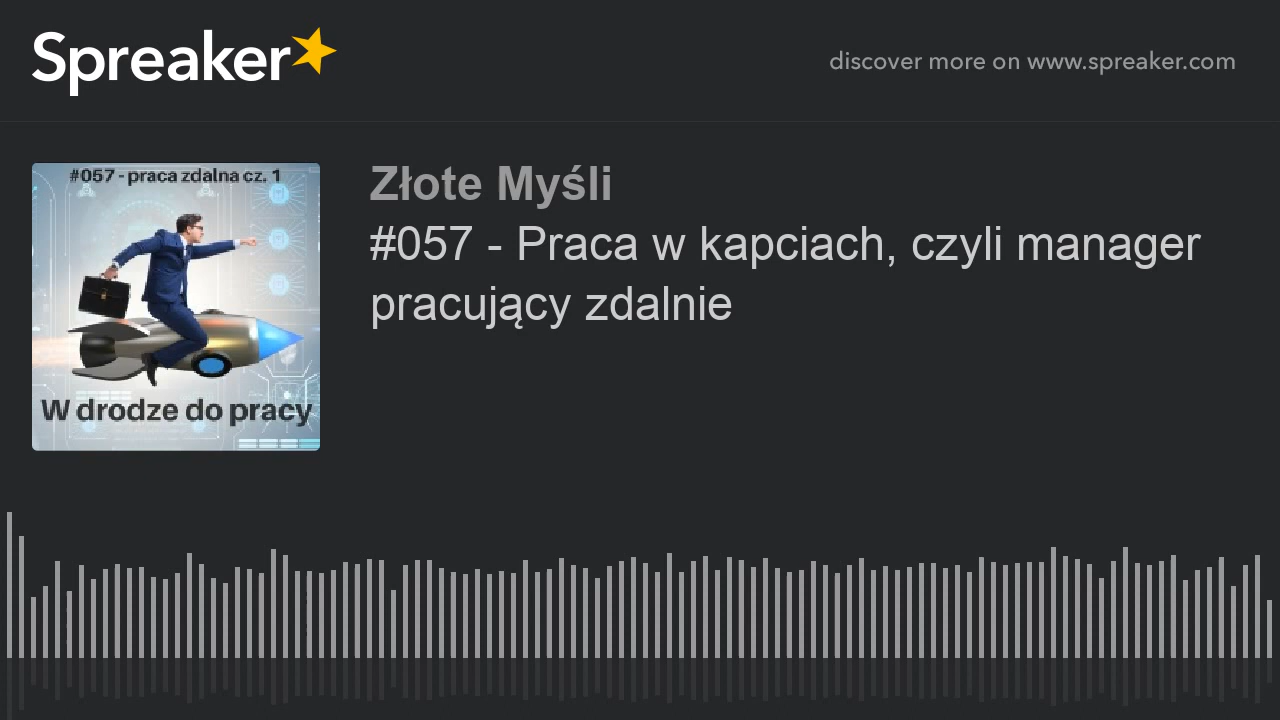 Spreaker
discover more on www.spreaker.com
#057 - praca zdalna cz. 1
W drodze do pracy
Złote Myśli
#057 - Praca w kapciach, czyli manager
pracujący zdalnie